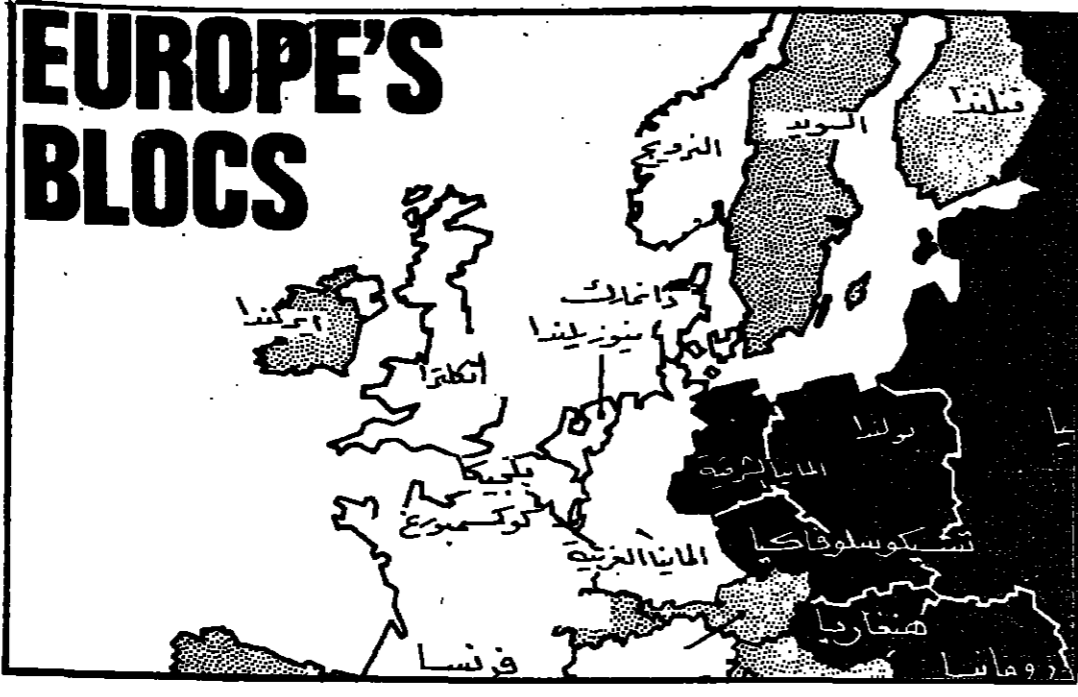 EUROPE'S
BLOCS
فنلندا
السويد
النرويج
دانمارك
ايرلندا
نيوزيلندا
انكلترا
بولندا
بلجيكا
المانيا الشرقية
لوكسمبورغ
تشيكوسلوفاكيا
المانيا الغربية
هنغاريا
فرنسا
رومانيا